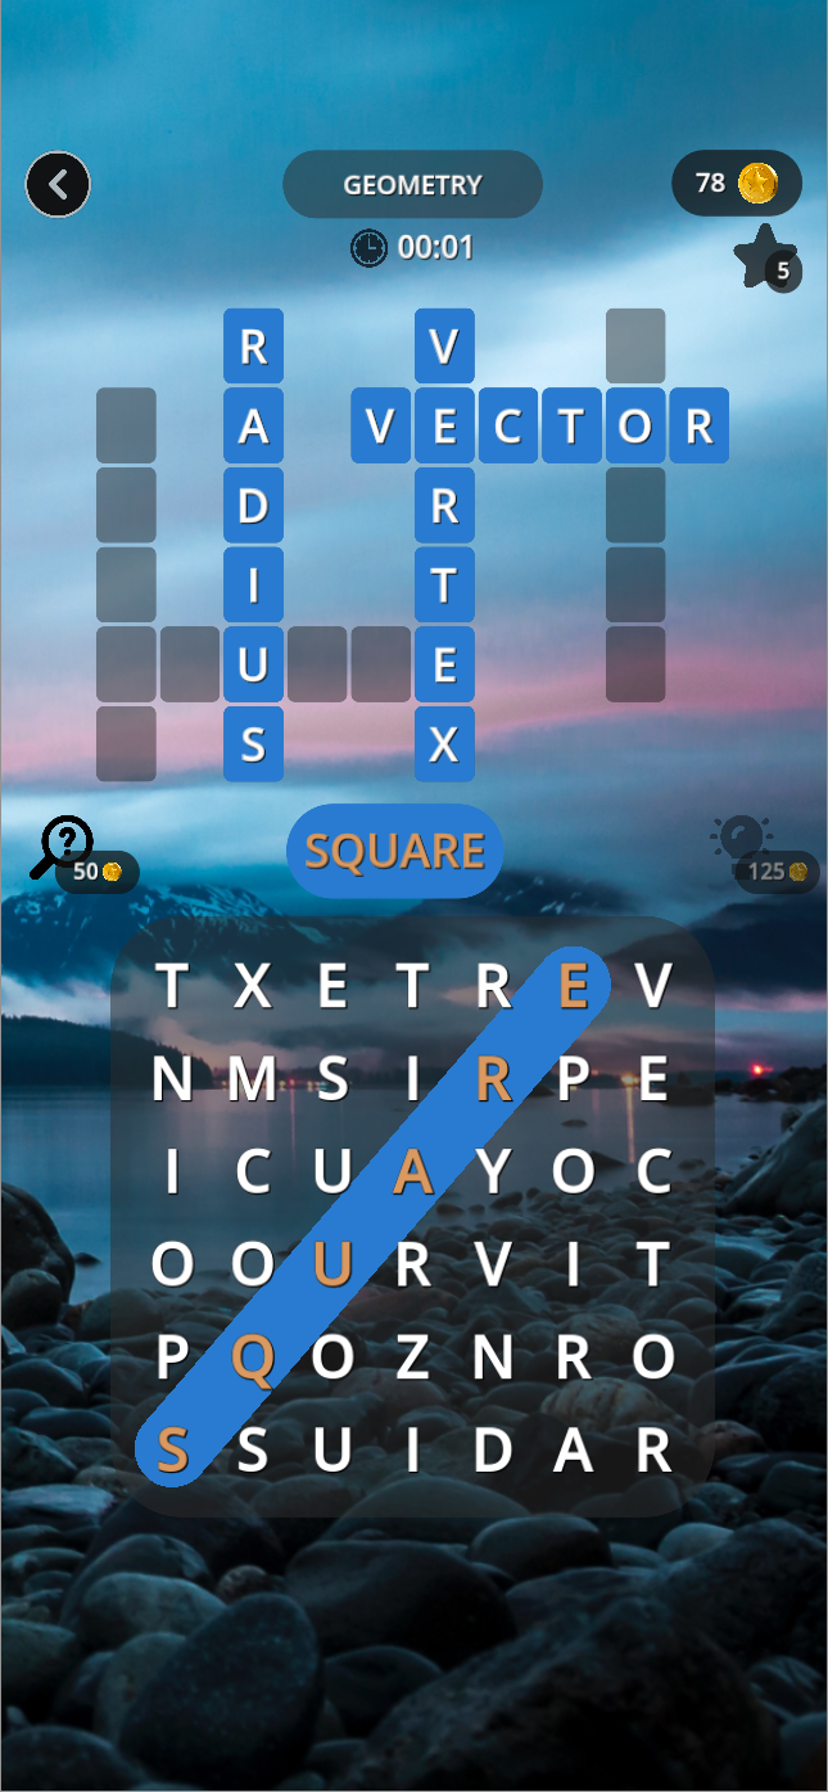 GEOMETRY
78
00:01
5
R V
A V E C T O R
D R
I T
U E
S X
50
SQUARE
125
T X E T R E V
N M S I R P E
I C U A Y O C
O O U R V I T
P Q O Z N R O
S S U I D A R